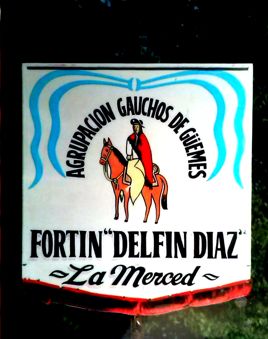 AGRUPACION GAUCHOS DE GÜEMES
FORTIN "DELFIN DIAZ"
~La Merced~